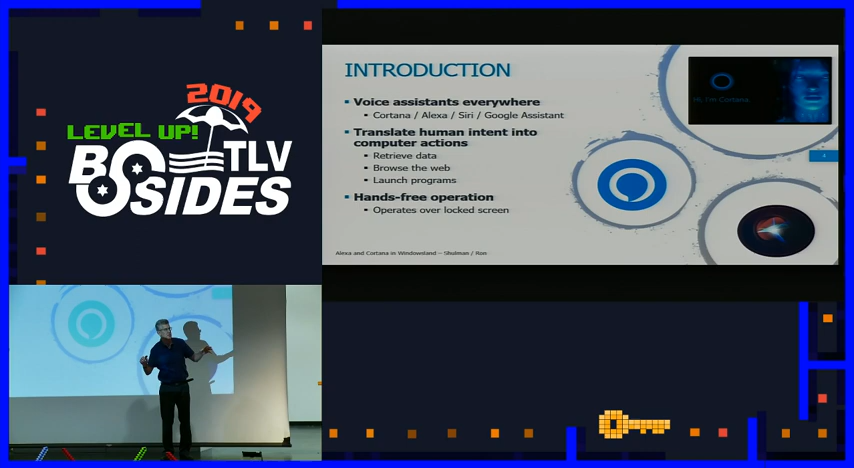 2019
LEVEL UP!
BSIDES
TLV
INTRODUCTION
Voice assistants everywhere
Cortana / Alexa / Siri / Google Assistant
Translate human intent into
computer actions
Retrieve data
Browse the web
Launch programs
Hands-free operation
Operates over locked screen
Hi, I'm Cortana
4
Alexa and Cortana in Windowsland – Shulman / Ron